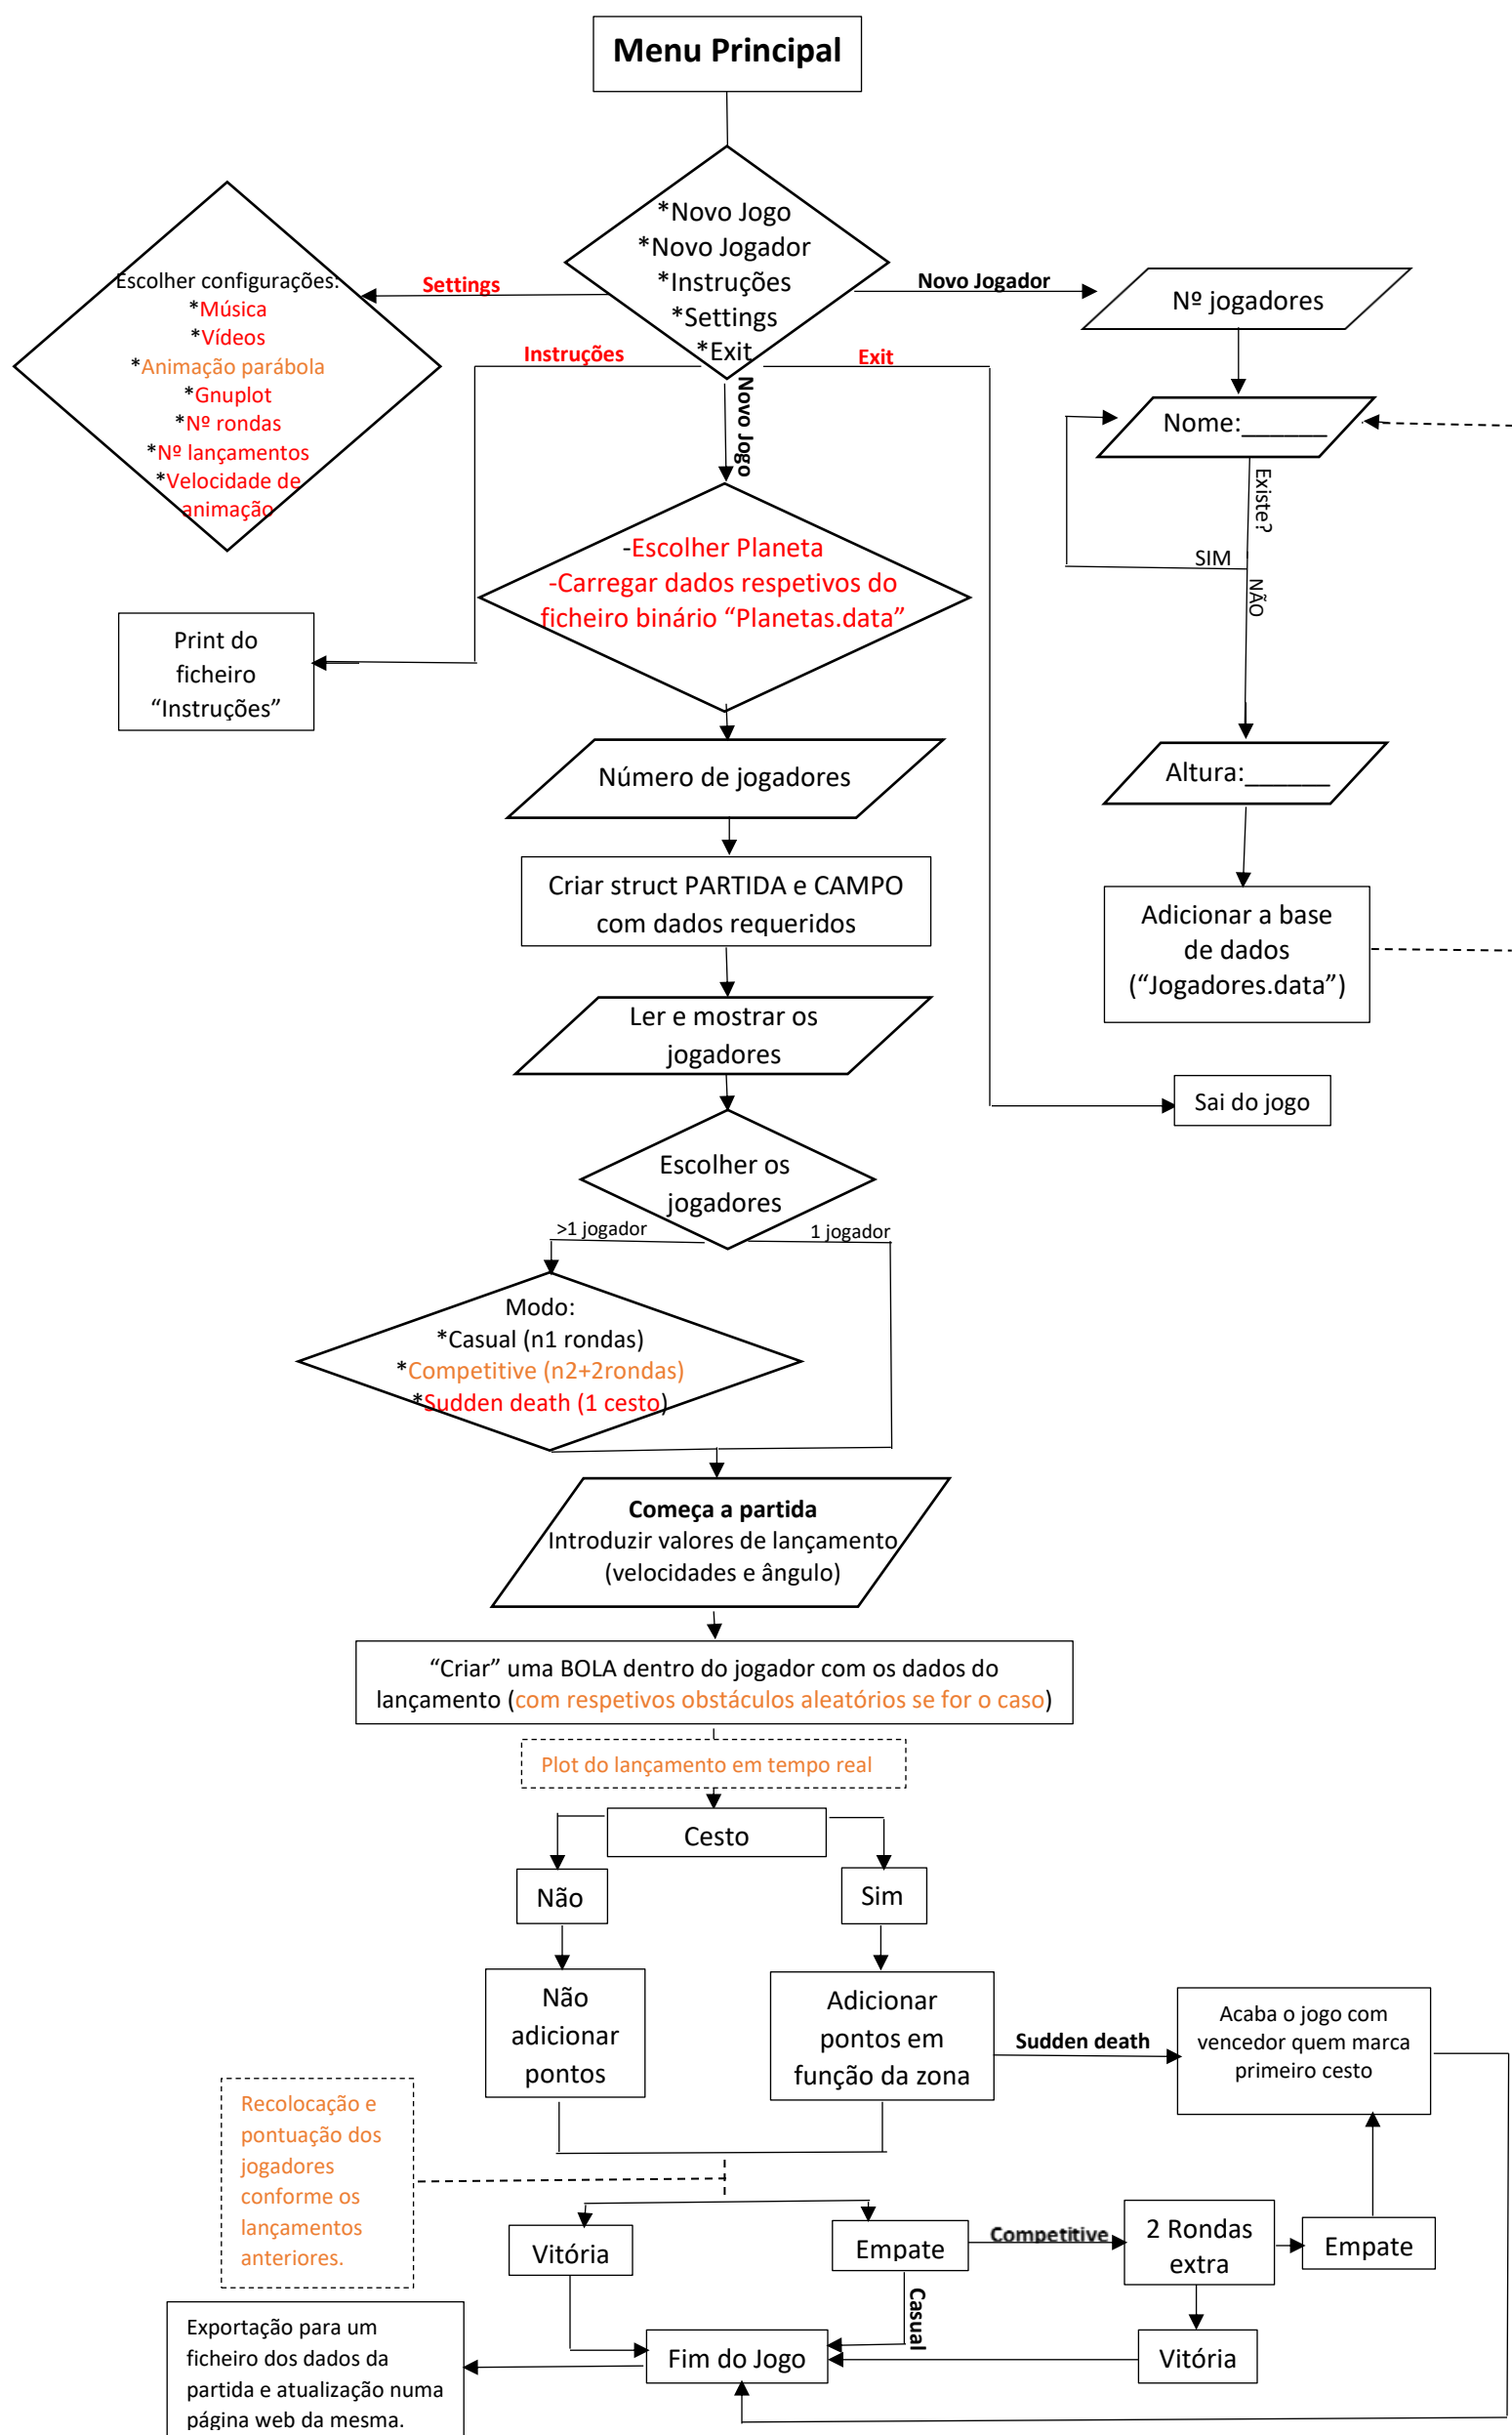 Menu Principal
*Novo Jogo
*Novo Jogador
*Instruções
*Settings
*Exit
Settings
Novo Jogador
Instruções
Exit
Novo Jogo
Escolher configurações:
*Música
*Vídeos
*Animação parábola
*Gnuplot
*Nº rondas
*Nº lançamentos
*Velocidade de
animação
Nº jogadores
Nome:______
Existe?
SIM
NÃO
Altura:______
Adicionar a base
de dados
(“Jogadores.data”)
Sai do jogo
Print do
ficheiro
“Instruções”
-Escolher Planeta
-Carregar dados respetivos do
ficheiro binário “Planetas.data”
Número de jogadores
Criar struct PARTIDA e CAMPO
com dados requeridos
Ler e mostrar os
jogadores
Escolher os
jogadores
>1 jogador
1 jogador
Modo:
*Casual (n1 rondas)
*Competitive (n2+2rondas)
*Sudden death (1 cesto)
Começa a partida
Introduzir valores de lançamento
(velocidades e ângulo)
“Criar” uma BOLA dentro do jogador com os dados do
lançamento (com respetivos obstáculos aleatórios se for o caso)
Plot do lançamento em tempo real
Cesto
Não
Sim
Não
adicionar
pontos
Adicionar
pontos em
função da zona
Sudden death
Acaba o jogo com
vencedor quem marca
primeiro cesto
Recolocação e
pontuação dos
jogadores
conforme os
lançamentos
anteriores.
Vitória
Empate
Competitive
2 Rondas
extra
Empate
Casual
Fim do Jogo
Vitória
Exportação para um
ficheiro dos dados da
partida e atualização numa
página web da mesma.